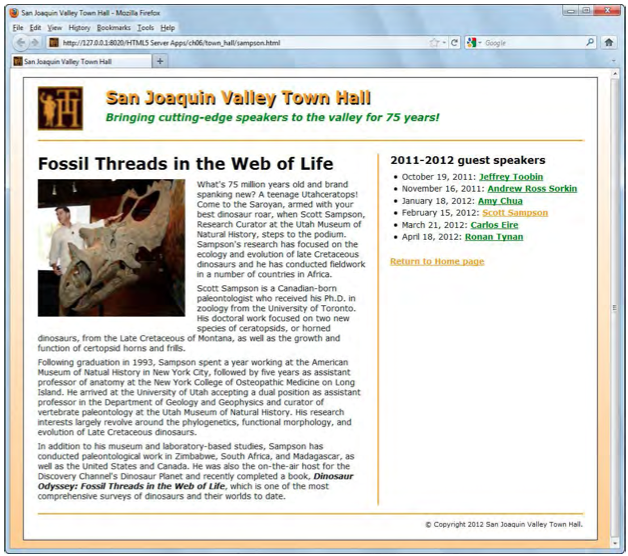 San Joaquin Valley Town Hall - Mozilla Firefox
File Edit View History Bookmarks Tools Help
http://127.0.0.1:8020/HTML5 Server Apps/ch06/town_hall/sampson.html
Google
San Joaquin Valley Town Hall
San Joaquin Valley Town Hall
Bringing cutting-edge speakers to the valley for 75 years!
Fossil Threads in the Web of Life
What's 75 million years old and brand
spanking new? A teenage Utahceratops!
Come to the Saroyan, armed with your
best dinosaur roar, when Scott Sampson,
Research Curator at the Utah Museum of
Natural History, steps to the podium.
Sampson's research has focused on the
ecology and evolution of late Cretaceous
dinosaurs and he has conducted fieldwork
in a number of countries in Africa.
Scott Sampson is a Canadian-born
paleontologist who received his Ph.D. in
zoology from the University of Toronto.
His doctoral work focused on two new
species of ceratopsids, or horned
dinosaurs, from the Late Cretaceous of Montana, as well as the growth and
function of certopsid horns and frills.
Following graduation in 1993, Sampson spent a year working at the American
Museum of Natual History in New York City, followed by five years as assistant
professor of anatomy at the New York College of Osteopathic Medicine on Long
Island. He arrived at the University of Utah accepting a dual position as assistant
professor in the Department of Geology and Geophysics and curator of
vertebrate paleontology at the Utah Museum of Natural History. His research
interests largely revolve around the phylogenetics, functional morphology, and
evolution of Late Cretaceous dinosaurs.
In addition to his museum and laboratory-based studies, Sampson has
conducted paleontological work in Zimbabwe, South Africa, and Madagascar, as
well as the United States and Canada. He was also the on-the-air host for the
Discovery Channel's Dinosaur Planet and recently completed a book, Dinosaur
Odyssey: Fossil Threads in the Web of Life, which is one of the most
comprehensive surveys of dinosaurs and their worlds to date.
2011-2012 guest speakers
• October 19, 2011: Jeffrey Toobin
• November 16, 2011: Andrew Ross Sorkin
• January 18, 2012: Amy Chua
• February 15, 2012: Scott Sampson
• March 21, 2012: Carlos Eire
• April 18, 2012: Ronan Tynan
Return to Home page
© Copyright 2012 San Joaquin Valley Town Hall.